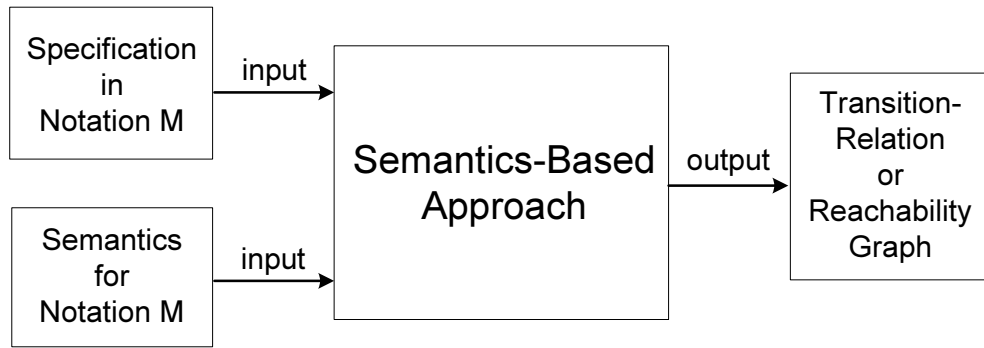 Specification
in
Notation M
input
Semantics
for
Notation M
input
Semantics-Based
Approach
output
Transition-
Relation
or
Reachability
Graph